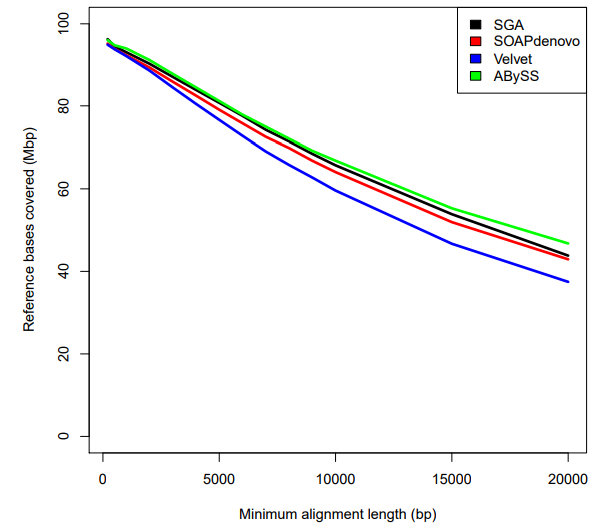 SGA
SOAPdenovo
Velvet
ABySS
Reference bases covered (Mbp)
100
80
60
40
20
0
0 5000 10000 15000 20000
Minimum alignment length (bp)